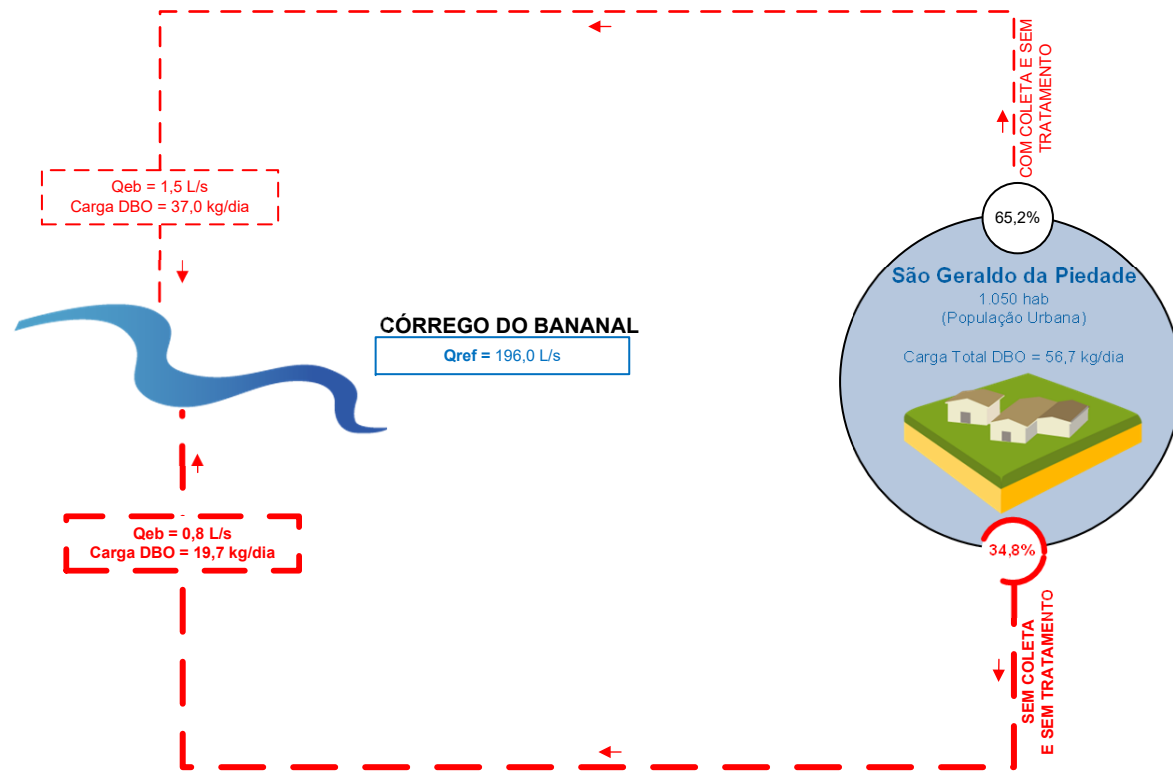 COM COLETA E SEM
TRATAMENTO
Qeb = 1,5 L/s
Carga DBO = 37,0 kg/dia
65,2%
São Geraldo da Piedade
1.050 hab
(População Urbana)
Carga Total DBO = 56,7 kg/dia
CÓRREGO DO BANANAL
Qref = 196,0 L/s
Qeb = 0,8 L/s
Carga DBO = 19,7 kg/dia
34,8%
SEM COLETA
E SEM TRATAMENTO